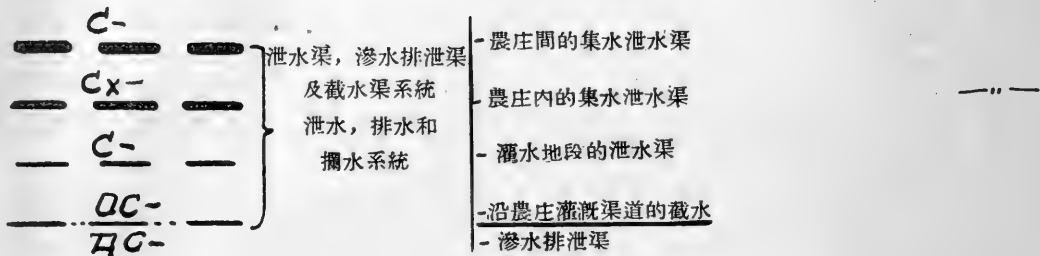 C-
Cx-
C-
ДC-
ДC-
泄水渠，滲水排泄渠
及截水渠系統
泄水，排水和
攔水系統
-農庄間的集水泄水渠
-農庄内的集水泄水渠
-灌水地段的泄水渠
-沿農庄灌溉渠道的截水
-滲水排泄渠